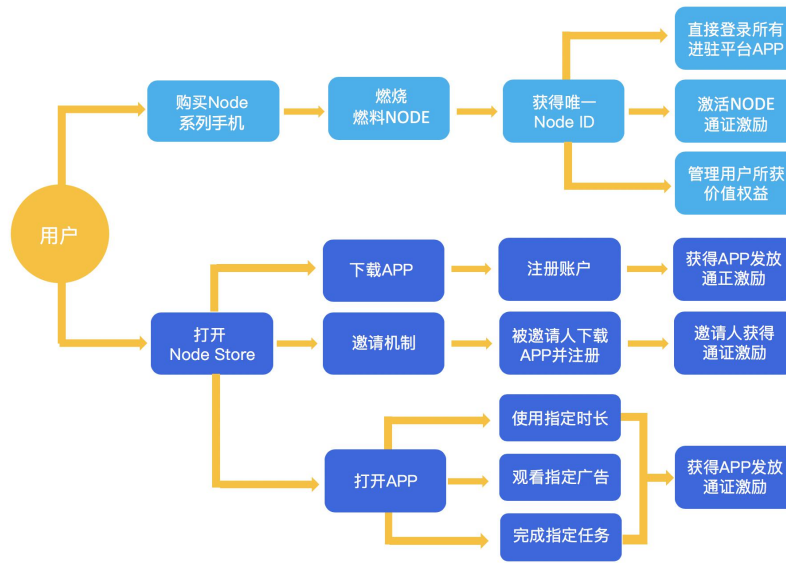 用户
购买Node
系列手机
燃烧
燃料NODE
获得唯一
Node ID
直接登录所有
进驻平台APP
激活NODE
通证激励
管理用户所获
价值权益
打开
Node Store
下载APP
注册账户
获得APP发放
通正激励
邀请机制
被邀请人下载
APP并注册
邀请人获得
通证激励
打开APP
使用指定时长
观看指定广告
完成指定任务
获得APP发放
通证激励